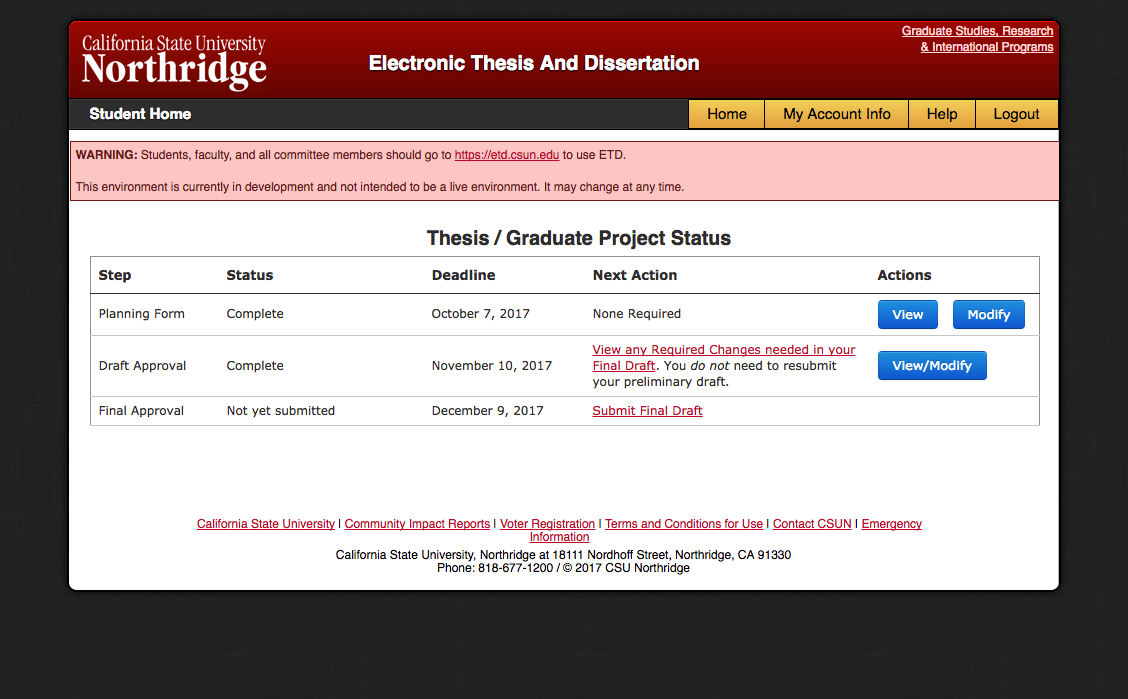 California State University
Northridge
Electronic Thesis And Dissertation
Graduate Studies, Research
& International Programs
Student Home
Home
My Account Info
Help
Logout
WARNING: Students, faculty, and all committee members should go to https://etd.csun.edu to use ETD.
This environment is currently in development and not intended to be a live environment. It may change at any time.
Thesis / Graduate Project Status
Step Status Deadline Next Action Actions
Planning Form Complete October 7, 2017 None Required View Modify
Draft Approval Complete November 10, 2017 View any Required Changes needed in your
Final Draft. You do not need to resubmit
your preliminary draft.
View/Modify
Final Approval Not yet submitted December 9, 2017 Submit Final Draft
California State University | Community Impact Reports | Voter Registration | Terms and Conditions for Use | Contact CSUN | Emergency
Information
California State University, Northridge at 18111 Nordhoff Street, Northridge, CA 91330
Phone: 818-677-1200 / © 2017 CSU Northridge